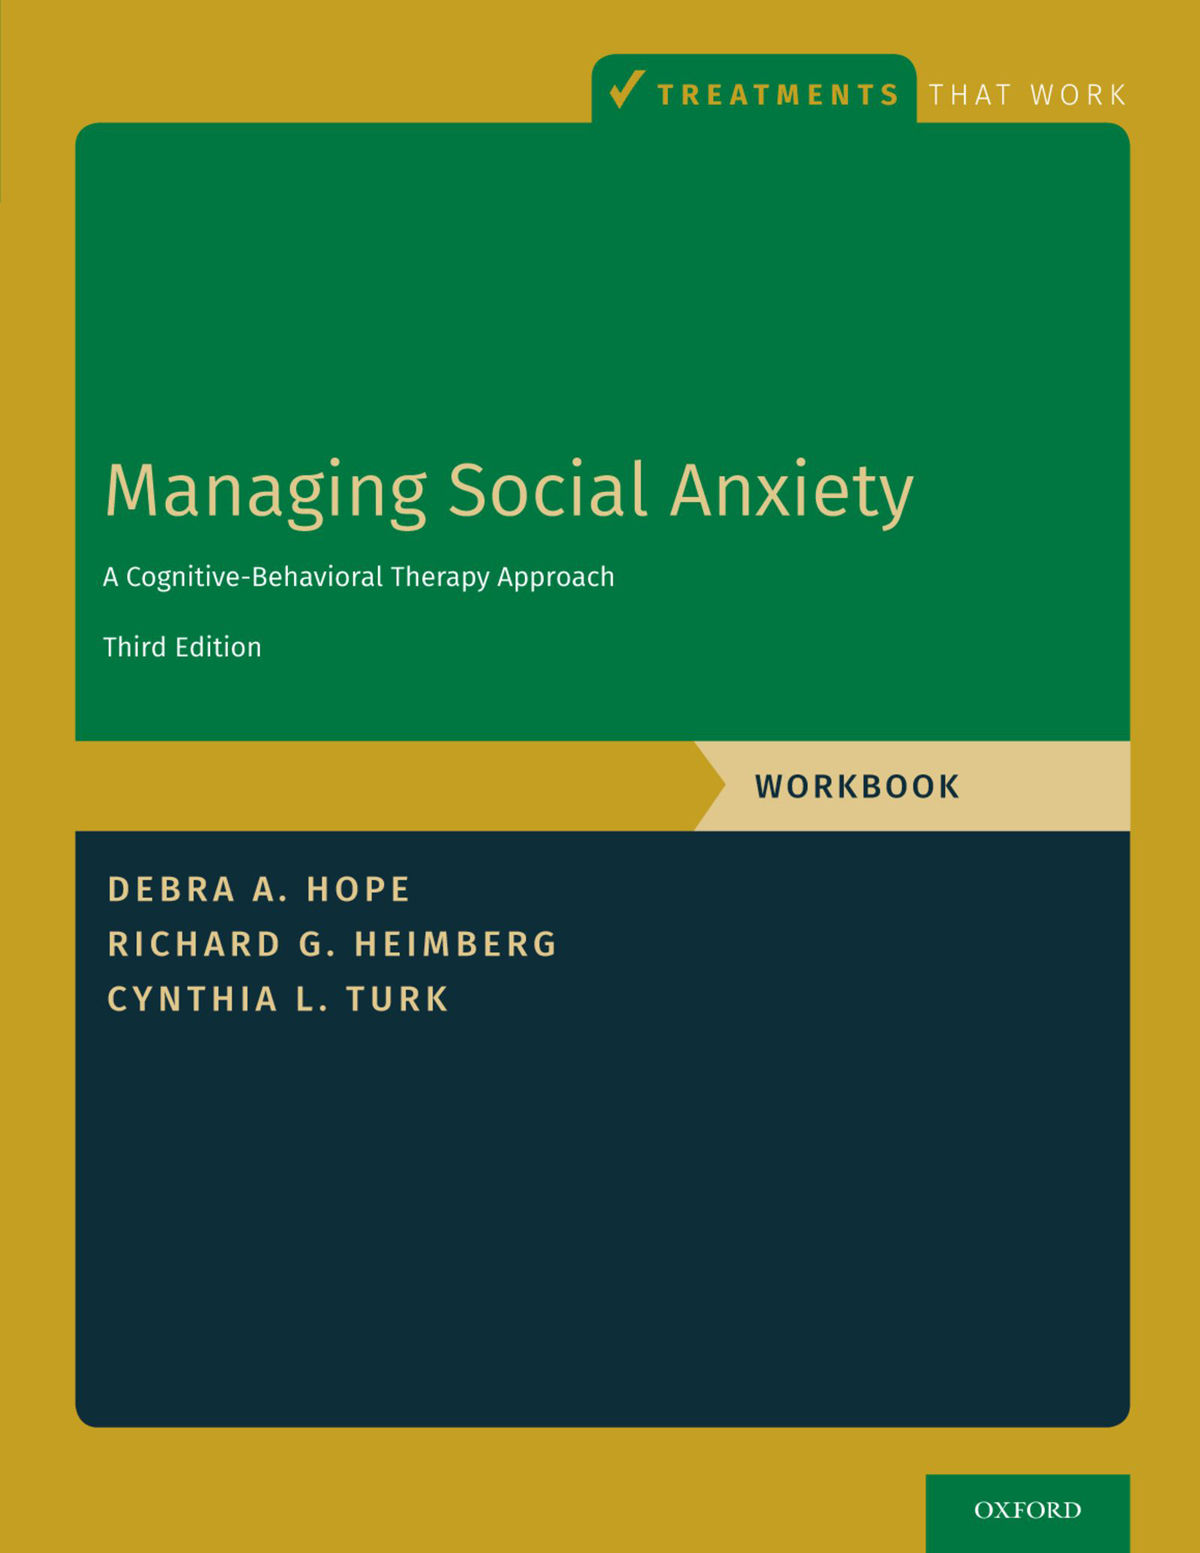 ✓ TREATMENTS THAT WORK
Managing Social Anxiety
A Cognitive-Behavioral Therapy Approach
Third Edition
WORKBOOK
DEBRA A. HOPE
RICHARD G. HEIMBERG
CYNTHIA L. TURK
OXFORD